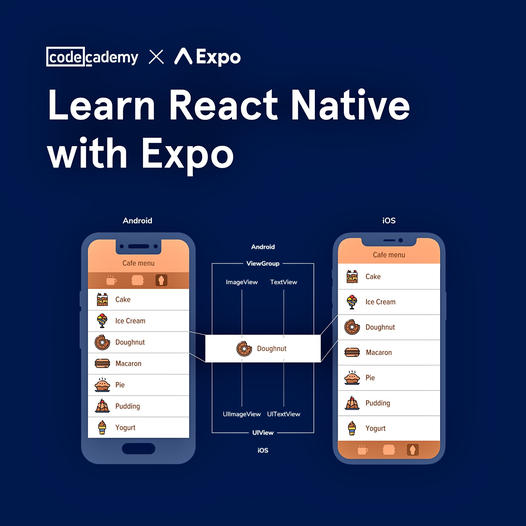 codecademy × Expo
Learn React Native
with Expo
Android
Cafe menu
Cake
Ice Cream
Doughnut
Macaron
Pie
Pudding
Yogurt
Android
ViewGroup
ImageView TextView
Doughnut
UIImageView UITextView
UIView
iOS
iOS
Cafe menu
Cake
Ice Cream
Doughnut
Macaron
Pie
Pudding
Yogurt